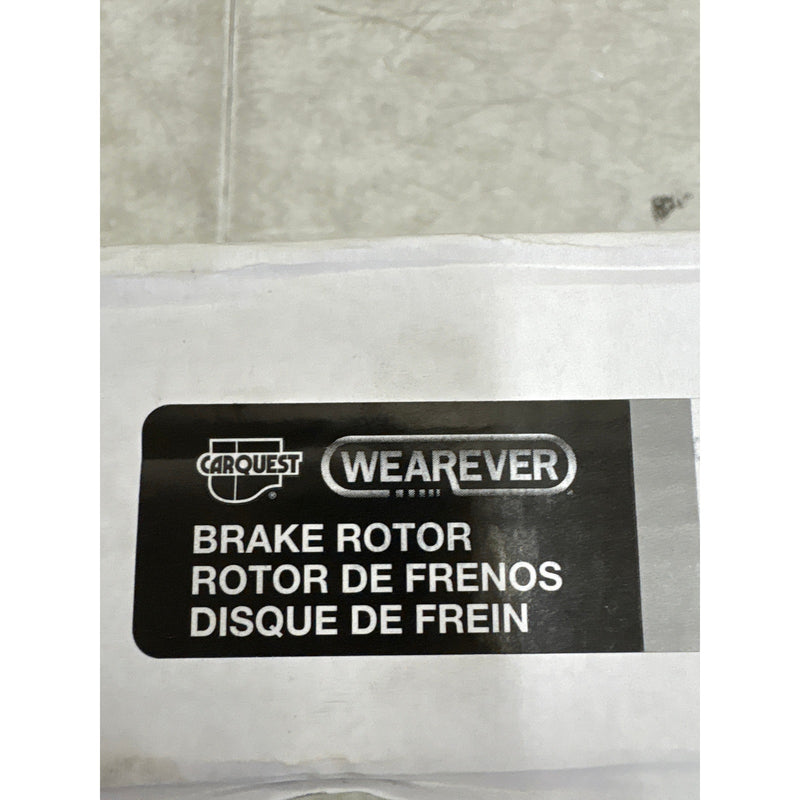 CARQUEST WEAREVER
BRAKE ROTOR
ROTOR DE FRENOS
DISQUE DE FREIN